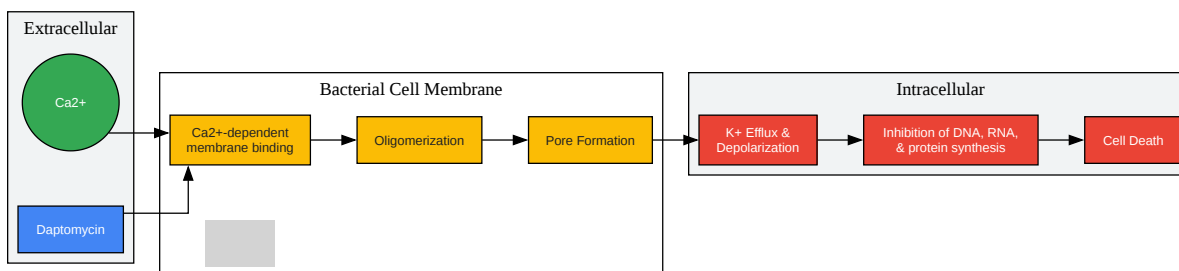 Extracellular
Ca2+
Daptomycin
Bacterial Cell Membrane
Ca2+-dependent
membrane binding
Oligomerization
Pore Formation
Intracellular
K+ Efflux &
Depolarization
Inhibition of DNA, RNA,
& protein synthesis
Cell Death